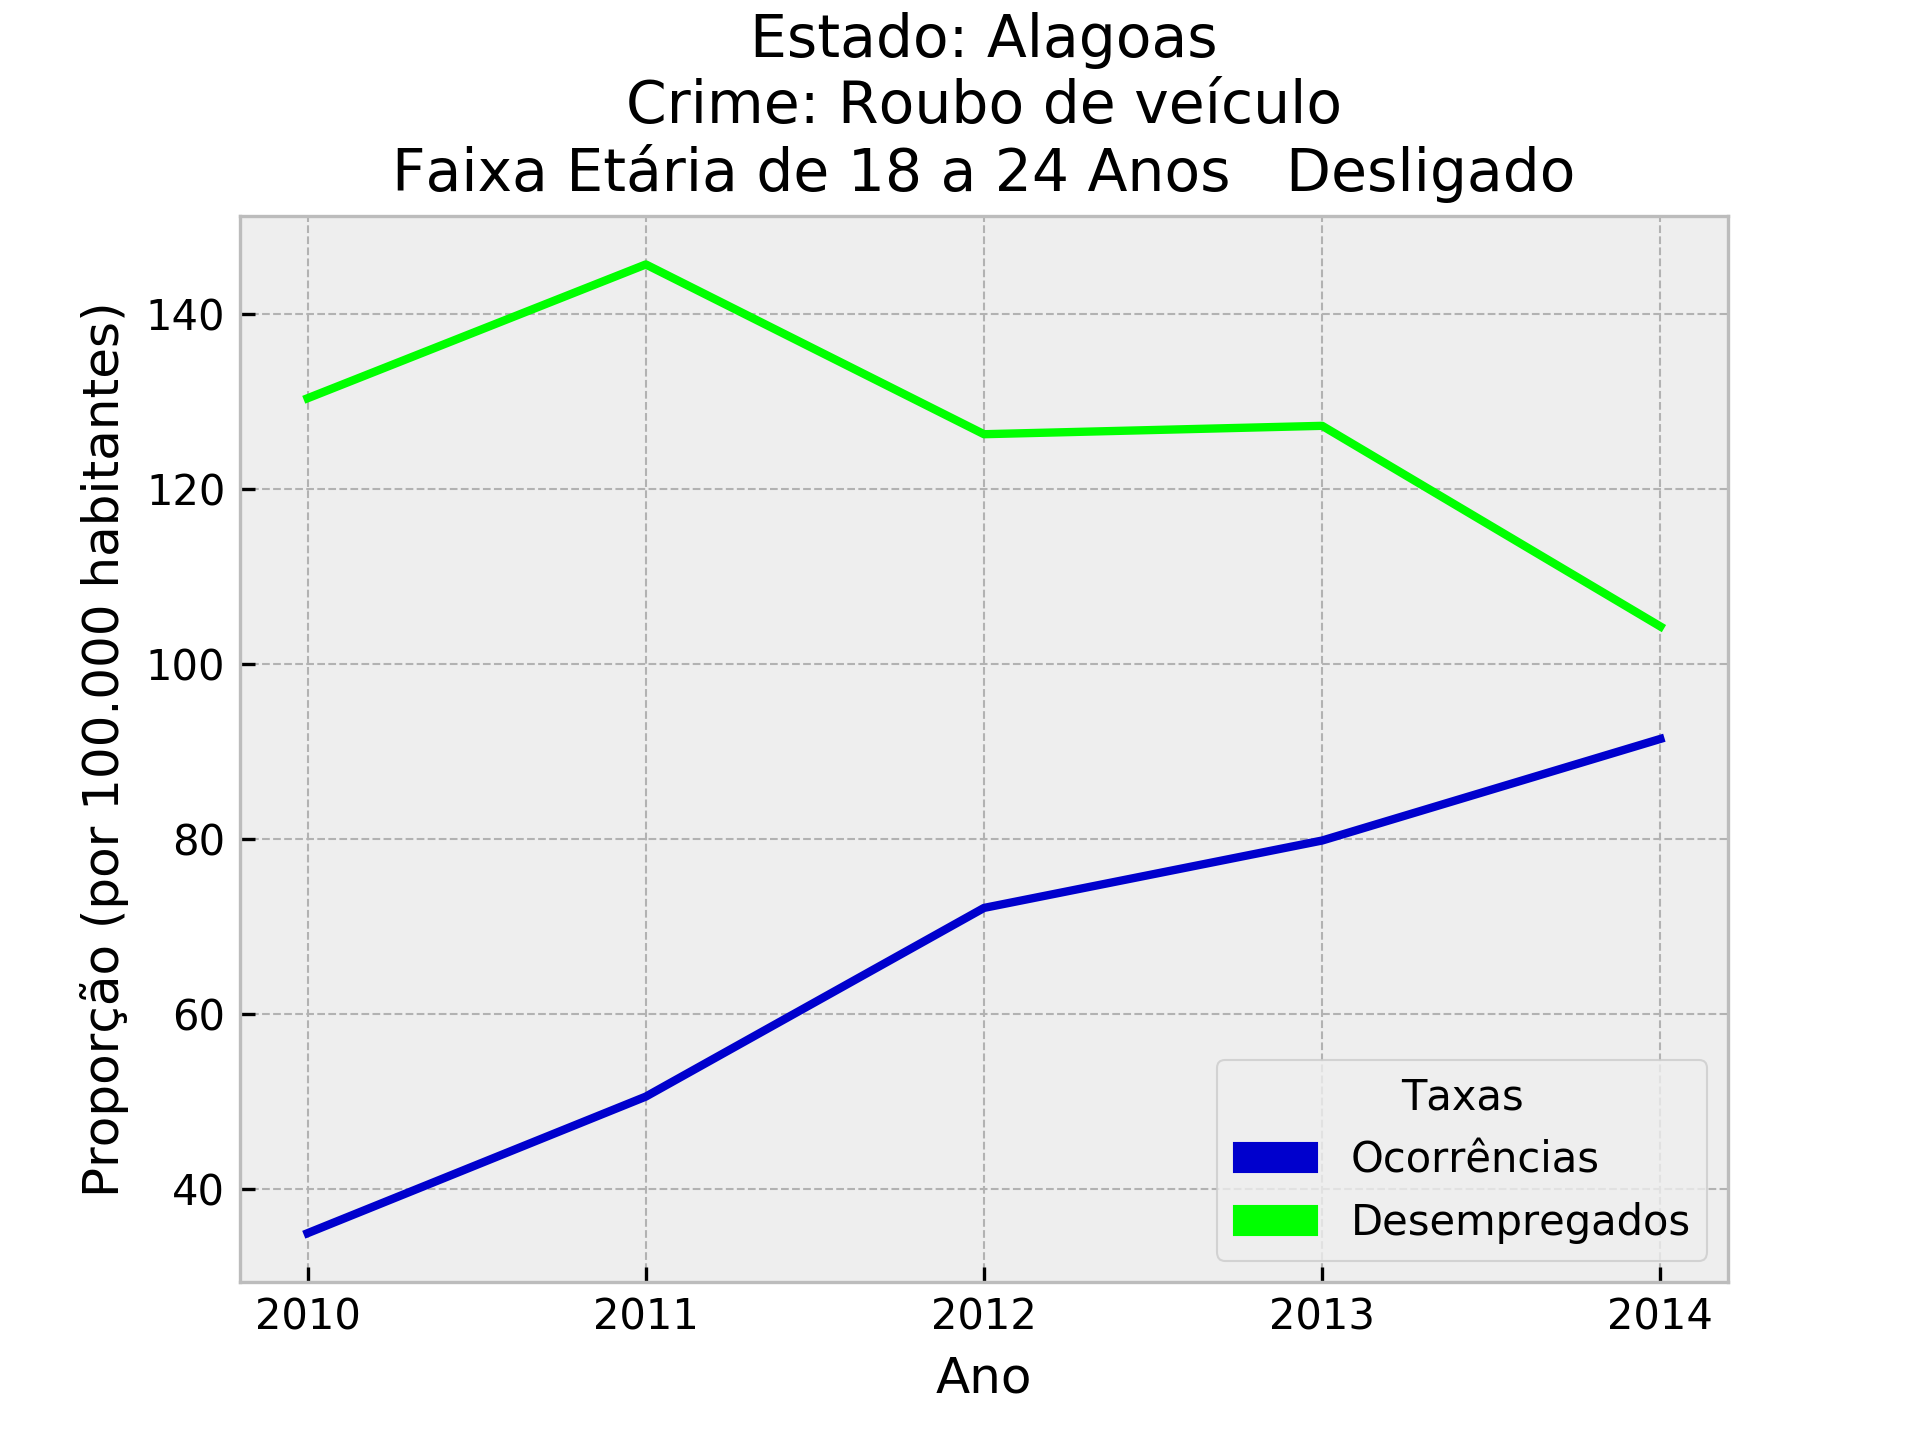 Estado: Alagoas
Crime: Roubo de veículo
Faixa Etária de 18 a 24 Anos   Desligado
Proporção (por 100.000 habitantes)
140
120
100
80
60
40
Taxas
Ocorrências
Desempregados
2010 2011 2012 2013 2014
Ano